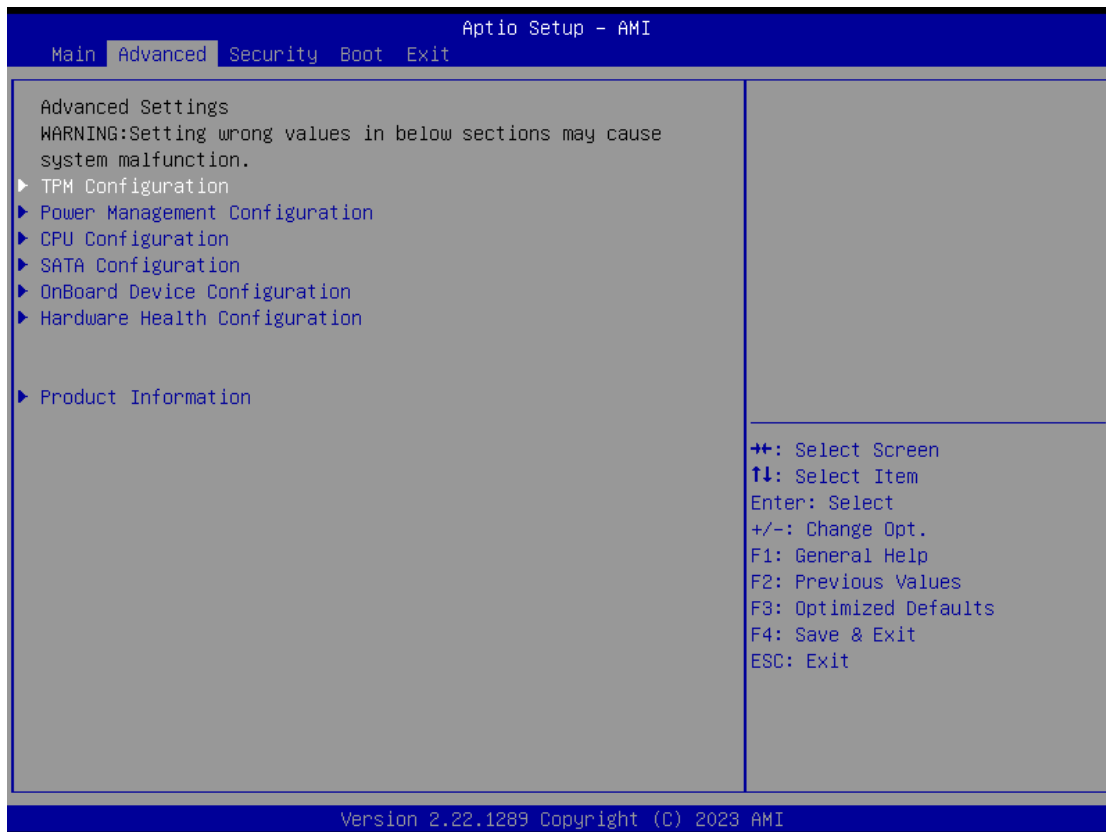 Aptio Setup – AMI
Main Advanced Security Boot Exit
Advanced Settings
WARNING:Setting wrong values in below sections may cause
system malfunction.
▶ TPM Configuration
▶ Power Management Configuration
▶ CPU Configuration
▶ SATA Configuration
▶ OnBoard Device Configuration
▶ Hardware Health Configuration
▶ Product Information
→←: Select Screen
↑↓: Select Item
Enter: Select
+/-: Change Opt.
F1: General Help
F2: Previous Values
F3: Optimized Defaults
F4: Save & Exit
ESC: Exit
Version 2.22.1289 Copyright (C) 2023 AMI